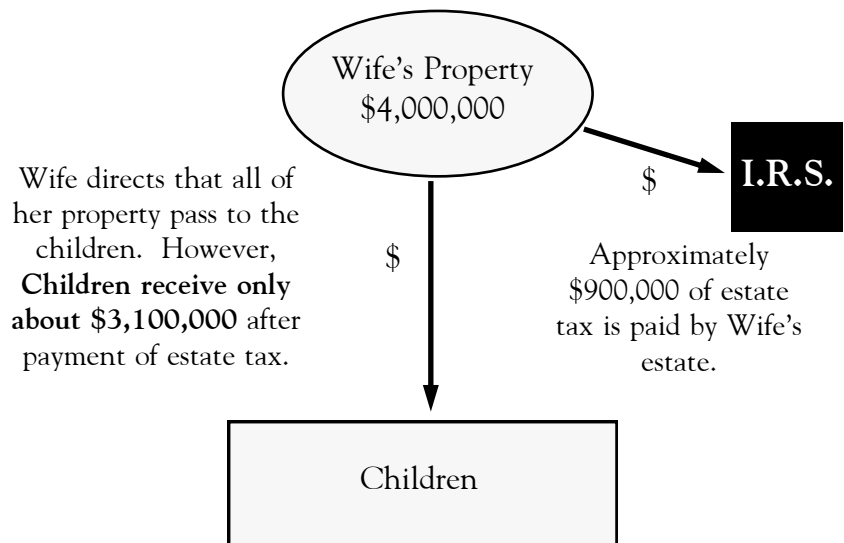 Wife's Property
$4,000,000
I.R.S.
Wife directs that all of
her property pass to the
children.  However,
Children receive only
about $3,100,000 after
payment of estate tax.
$
$
Approximately
$900,000 of estate
tax is paid by Wife's
estate.
Children